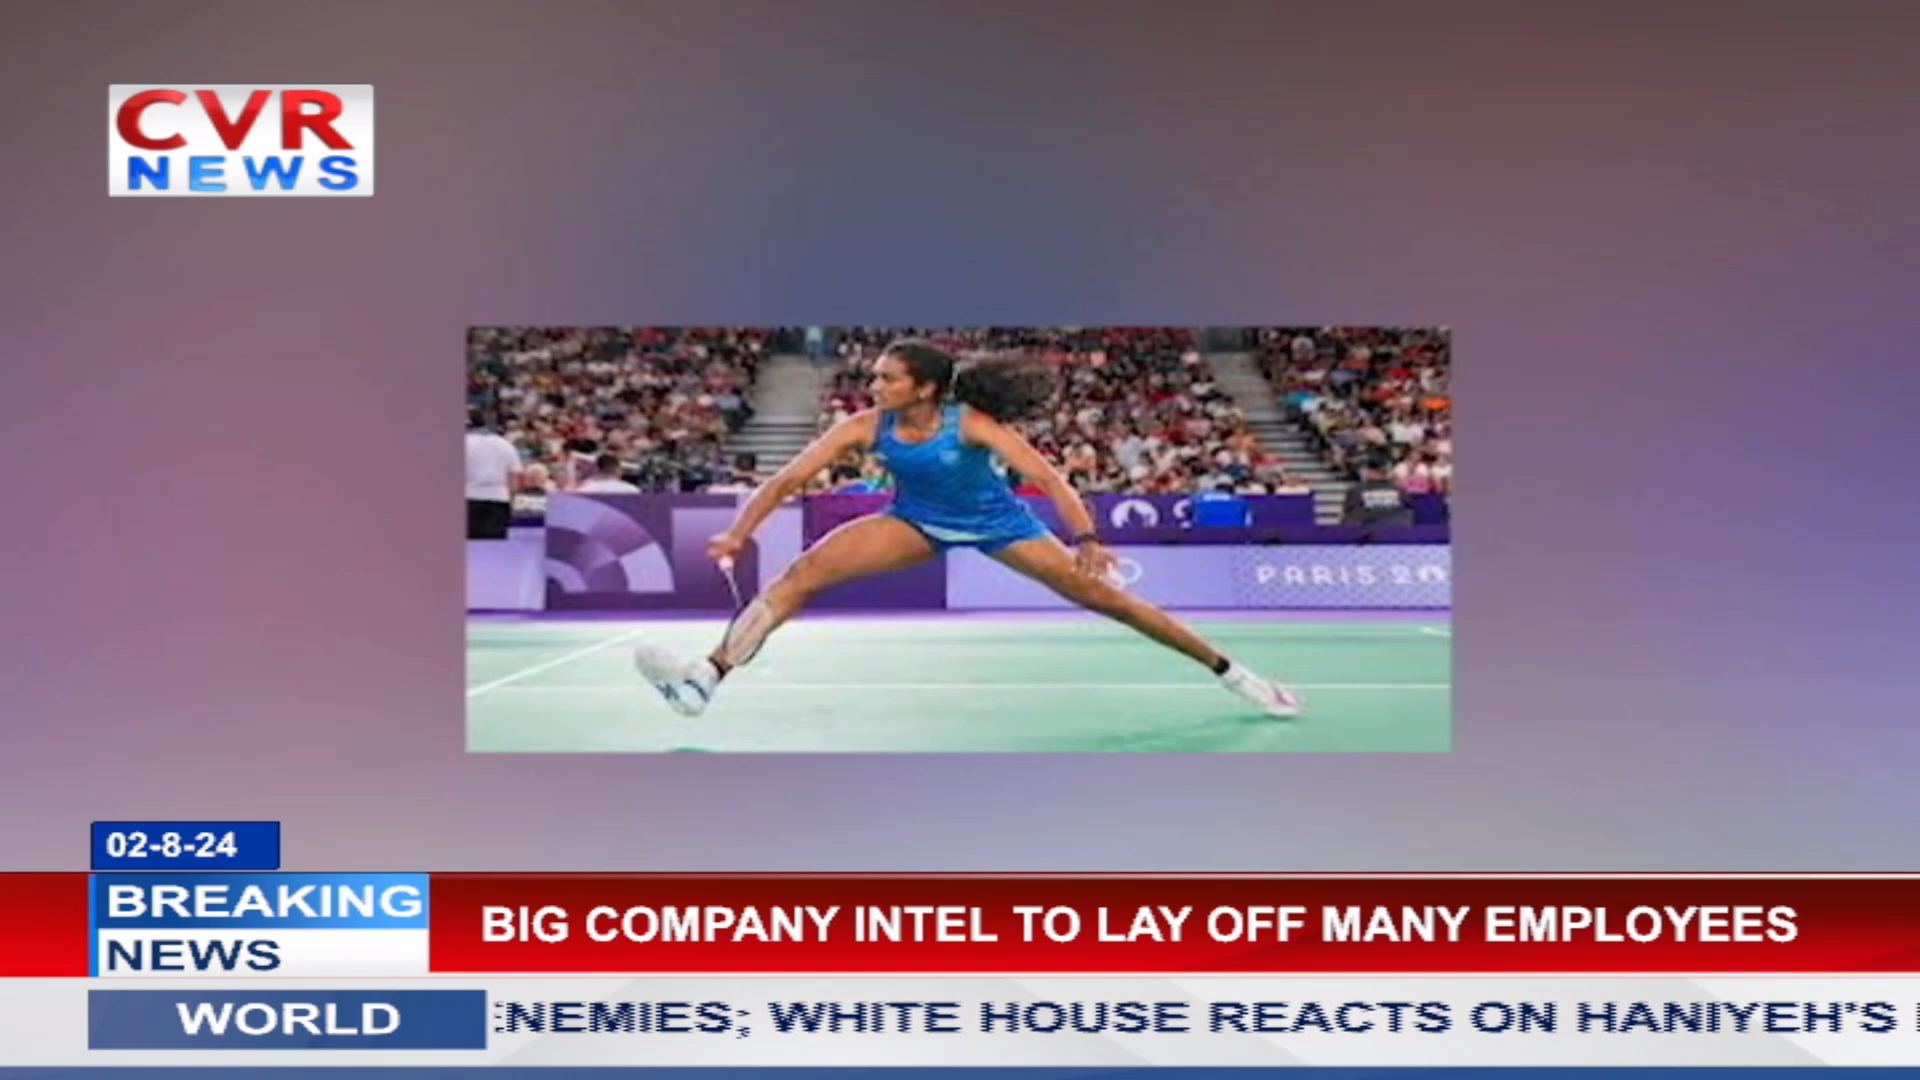 CVR
NEWS
PARIS 20
02-8-24
BREAKING
NEWS
BIG COMPANY INTEL TO LAY OFF MANY EMPLOYEES
WORLD
NEMIES; WHITE HOUSE REACTS ON HANIYEH'S